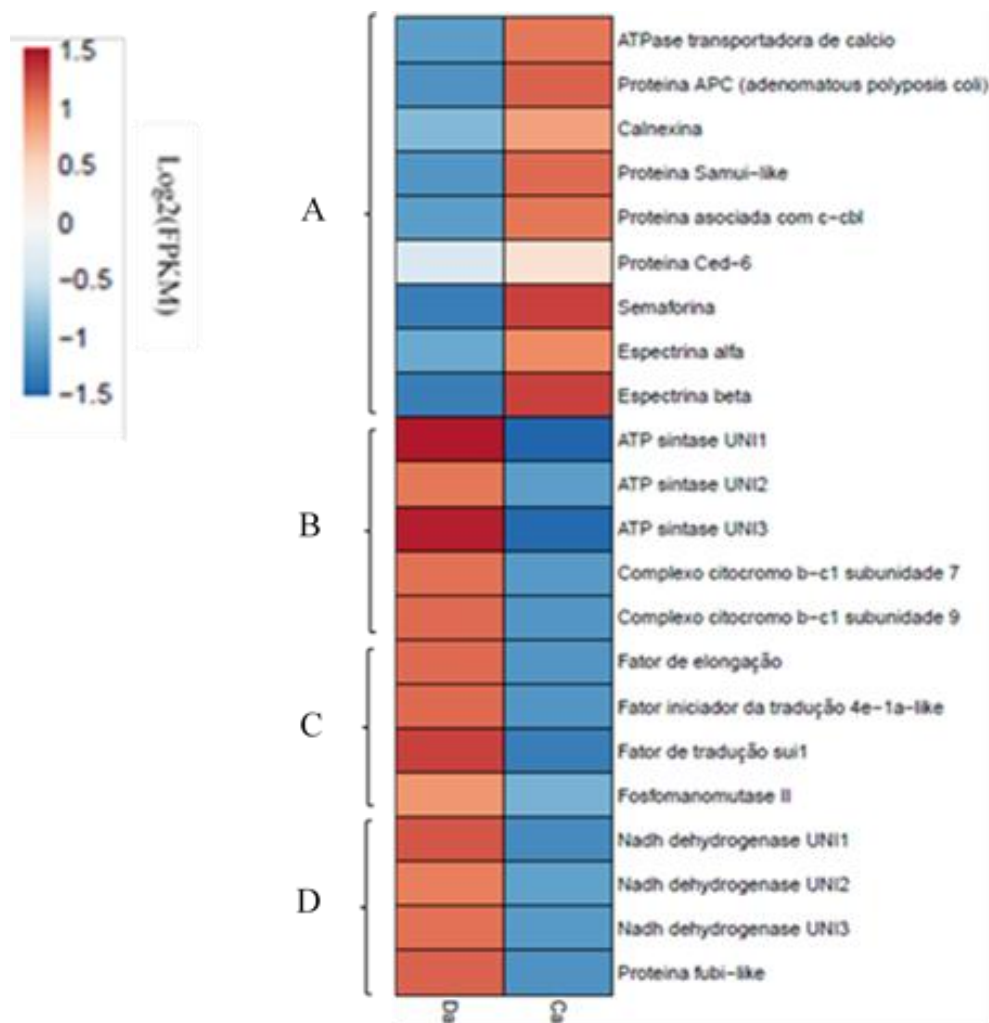 1.5
1
0.5
0
−0.5
−1
−1.5
Log2(FPKM)
A
ATPase transportadora de calcio
Proteina APC (adenomatous polyposis coli)
Calnexina
Proteina Samui−like
Proteina asociada com c−cbl
Proteina Ced−6
Semaforina
Espectrina alfa
Espectrina beta
B
ATP sintase UNI1
ATP sintase UNI2
ATP sintase UNI3
Complexo citocromo b−c1 subunidade 7
Complexo citocromo b−c1 subunidade 9
C
Fator de elongação
Fator iniciador da tradução 4e−1a−like
Fator de tradução sui1
Fosfomanomutase II
D
Nadh dehydrogenase UNI1
Nadh dehydrogenase UNI2
Nadh dehydrogenase UNI3
Proteina fubi−like